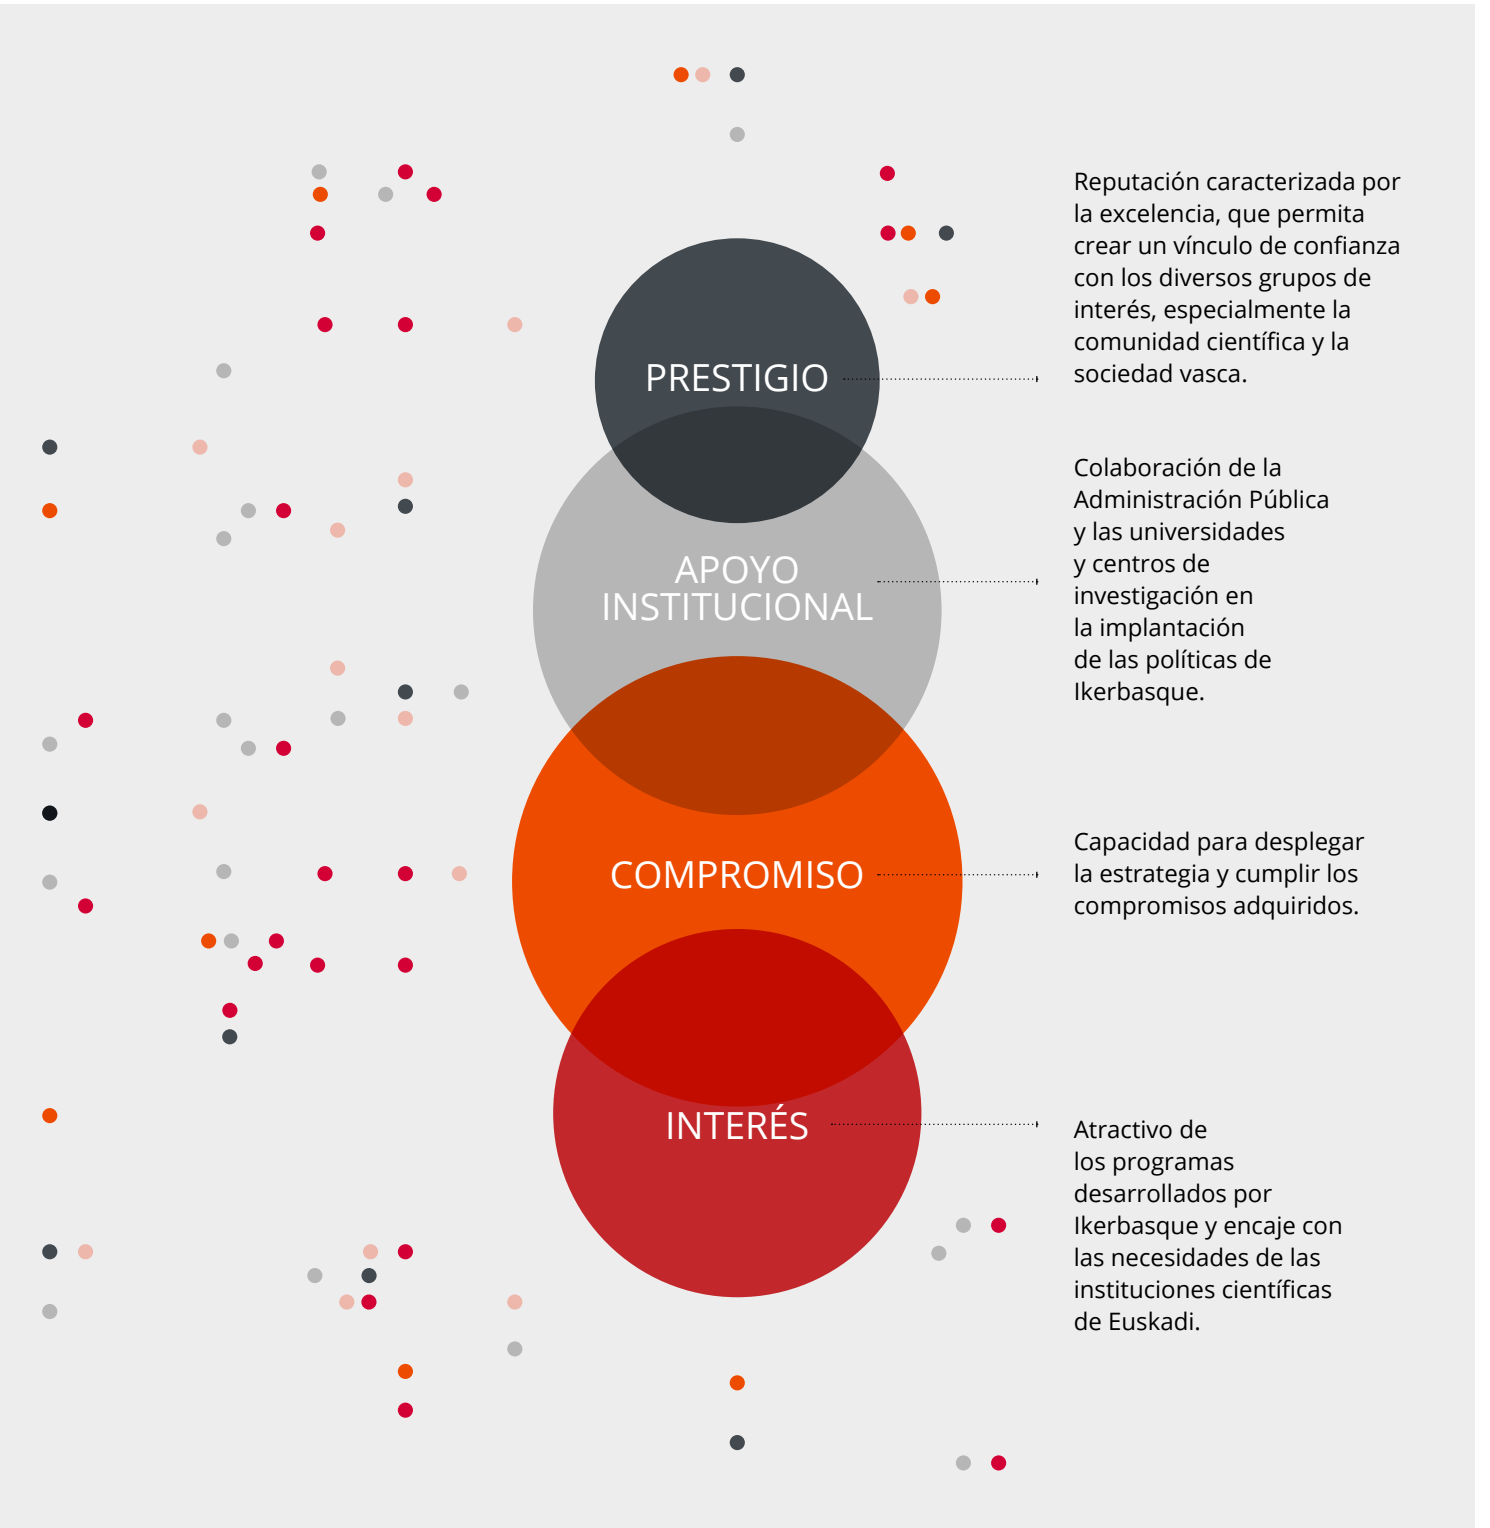 PRESTIGIO
Reputación caracterizada por
la excelencia, que permita
crear un vínculo de confianza
con los diversos grupos de
interés, especialmente la
comunidad científica y la
sociedad vasca.
APOYO
INSTITUCIONAL
Colaboración de la
Administración Pública
y las universidades
y centros de
investigación en
la implantación
de las políticas de
Ikerbasque.
COMPROMISO
Capacidad para desplegar
la estrategia y cumplir los
compromisos adquiridos.
INTERÉS
Atractivo de
los programas
desarrollados por
Ikerbasque y encaje con
las necesidades de las
instituciones científicas
de Euskadi.